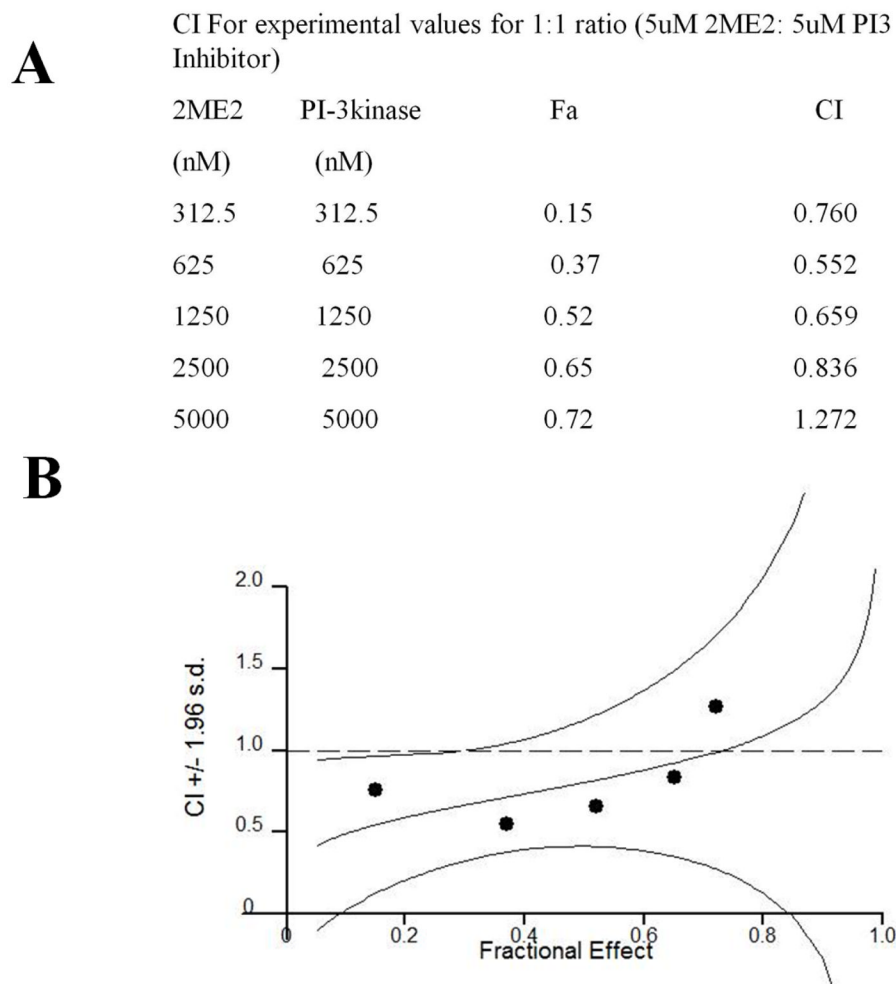 CI For experimental values for 1:1 ratio (5uM 2ME2: 5uM PI3
Inhibitor)
A
2ME2 PI-3kinase Fa CI
(nM) (nM)
312.5 312.5 0.15 0.760
625 625 0.37 0.552
1250 1250 0.52 0.659
2500 2500 0.65 0.836
5000 5000 0.72 1.272
B
2.0
1.5
1.0
0.5
0
CI +/- 1.96 s.d.
0 0.2 0.4 0.6 0.8 1.0
Fractional Effect